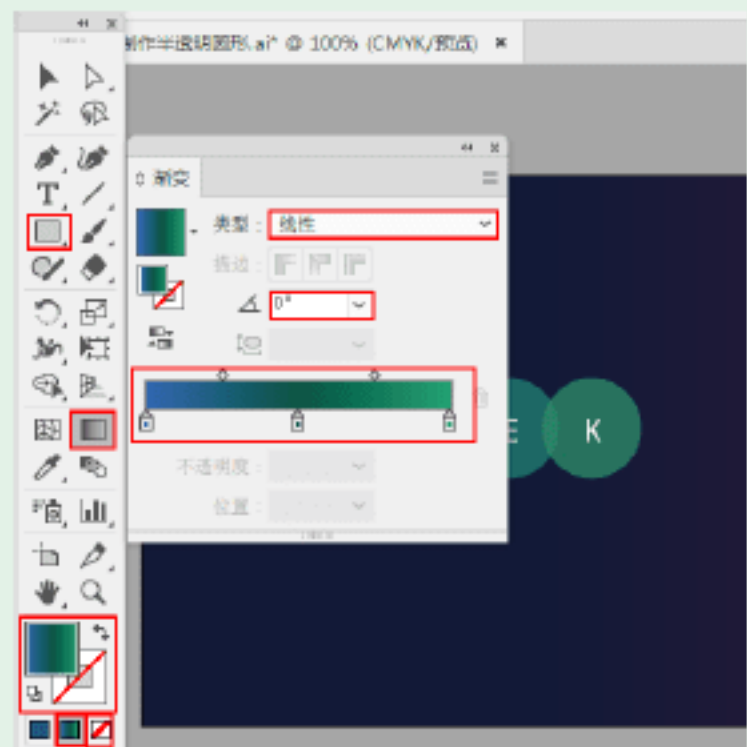 制作半透明圆形.ai* @ 100% (CMYK/预览)
渐变
类型：
线性
描边：
0°
不透明度：
位置：
E
K